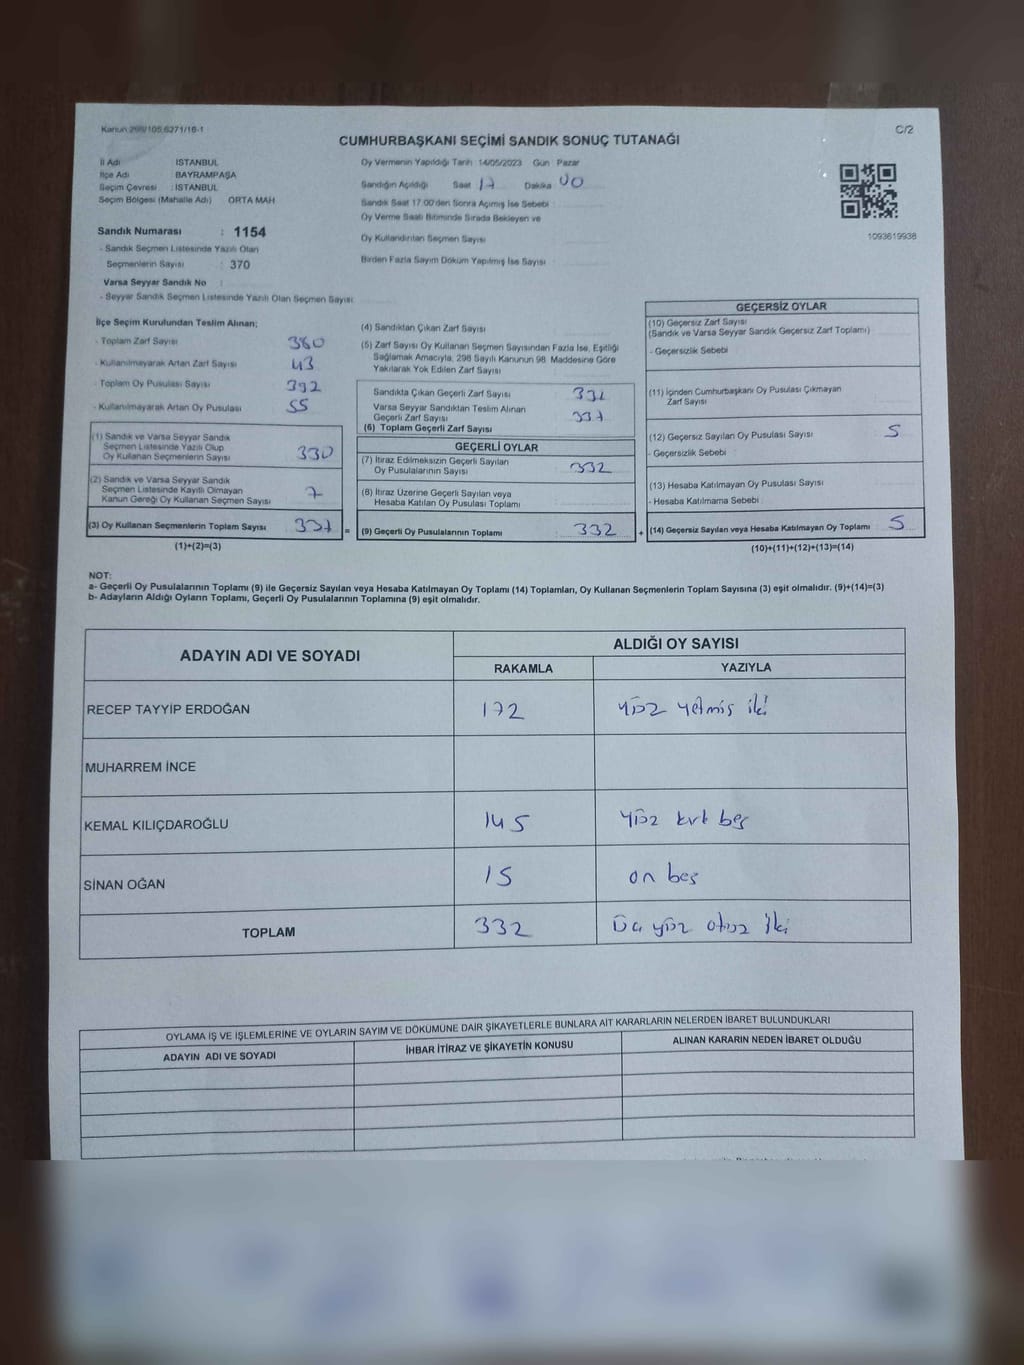 Kanun 298/105,6271/16-1
C/2
CUMHURBAŞKANI SEÇİMİ SANDIK SONUÇ TUTANAĞI
İl Adı : İSTANBUL
İlçe Adı : BAYRAMPAŞA
Seçim Çevresi : İSTANBUL
Seçim Bölgesi (Mahalle Adı) ORTA MAH
Sandık Numarası : 1154
- Sandık Seçmen Listesinde Yazılı Olan
Seçmenlerin Sayısı : 370
Varsa Seyyar Sandık No :
- Seyyar Sandık Seçmen Listesinde Yazılı Olan Seçmen Sayısı
Oy Vermenin Yapıldığı Tarih 14/05/2023 Gün Pazar
Sandığın Açıldığı Saat 17 Dakika 00
Sandık Saat 17.00'den Sonra Açılmış İse Sebebi
Oy Verme Saati Bitiminde Sırada Bekleyen ve
Oy Kullandırılan Seçmen Sayısı
Birden Fazla Sayım Döküm Yapılmış İse Sayısı
1093619938
İlçe Seçim Kurulundan Teslim Alınan;
- Toplam Zarf Sayısı 380
- Kullanılmayarak Artan Zarf Sayısı 43
- Toplam Oy Pusulası Sayısı 392
- Kullanılmayarak Artan Oy Pusulası 55
(1) Sandık ve Varsa Seyyar Sandık
Seçmen Listesinde Yazılı Olup
Oy Kullanan Seçmenlerin Sayısı 330
(2) Sandık ve Varsa Seyyar Sandık
Seçmen Listesinde Kayıtlı Olmayan
Kanun Gereği Oy Kullanan Seçmen Sayısı 7
(3) Oy Kullanan Seçmenlerin Toplam Sayısı 337 =
(1)+(2)=(3)
(4) Sandıktan Çıkan Zarf Sayısı
(5) Zarf Sayısı Oy Kullanan Seçmen Sayısından Fazla İse, Eşitliği
Sağlamak Amacıyla, 298 Sayılı Kanunun 98. Maddesine Göre
Yakılarak Yok Edilen Zarf Sayısı
Sandıkta Çıkan Geçerli Zarf Sayısı
Varsa Seyyar Sandıktan Teslim Alınan
Geçerli Zarf Sayısı 337
(6) Toplam Geçerli Zarf Sayısı
GEÇERLİ OYLAR
(7) İtiraz Edilmeksizin Geçerli Sayılan
Oy Pusulalarının Sayısı 332
(8) İtiraz Üzerine Geçerli Sayılan veya
Hesaba Katılan Oy Pusulası Toplamı
(9) Geçerli Oy Pusulalarının Toplamı 332 +
GEÇERSİZ OYLAR
(10) Geçersiz Zarf Sayısı
(Sandık ve Varsa Seyyar Sandık Geçersiz Zarf Toplamı)
- Geçersizlik Sebebi
(11) İçinden Cumhurbaşkanı Oy Pusulası Çıkmayan
Zarf Sayısı
(12) Geçersiz Sayılan Oy Pusulası Sayısı 5
- Geçersizlik Sebebi
(13) Hesaba Katılmayan Oy Pusulası Sayısı
- Hesaba Katılmama Sebebi
(14) Geçersiz Sayılan veya Hesaba Katılmayan Oy Toplamı 5
(10)+(11)+(12)+(13)=(14)
NOT:
a- Geçerli Oy Pusulalarının Toplamı (9) ile Geçersiz Sayılan veya Hesaba Katılmayan Oy Toplamı (14) Toplamları, Oy Kullanan Seçmenlerin Toplam Sayısına (3) eşit olmalıdır. (9)+(14)=(3)
b- Adayların Aldığı Oyların Toplamı, Geçerli Oy Pusulalarının Toplamına (9) eşit olmalıdır.
ADAYIN ADI VE SOYADI
ALDIĞI OY SAYISI
RAKAMLA YAZIYLA
RECEP TAYYİP ERDOĞAN 172 yüz yetmiş iki
MUHARREM İNCE
KEMAL KILIÇDAROĞLU 145 yüz kırk beş
SİNAN OĞAN 15 on beş
TOPLAM 332 üç yüz otuz iki
OYLAMA İŞ VE İŞLEMLERİNE VE OYLARIN SAYIM VE DÖKÜMÜNE DAİR ŞİKAYETLERLE BUNLARA AİT KARARLARIN NELERDEN İBARET BULUNDUKLARI
ADAYIN ADI VE SOYADI İHBAR İTİRAZ VE ŞİKAYETİN KONUSU ALINAN KARARIN NEDEN İBARET OLDUĞU